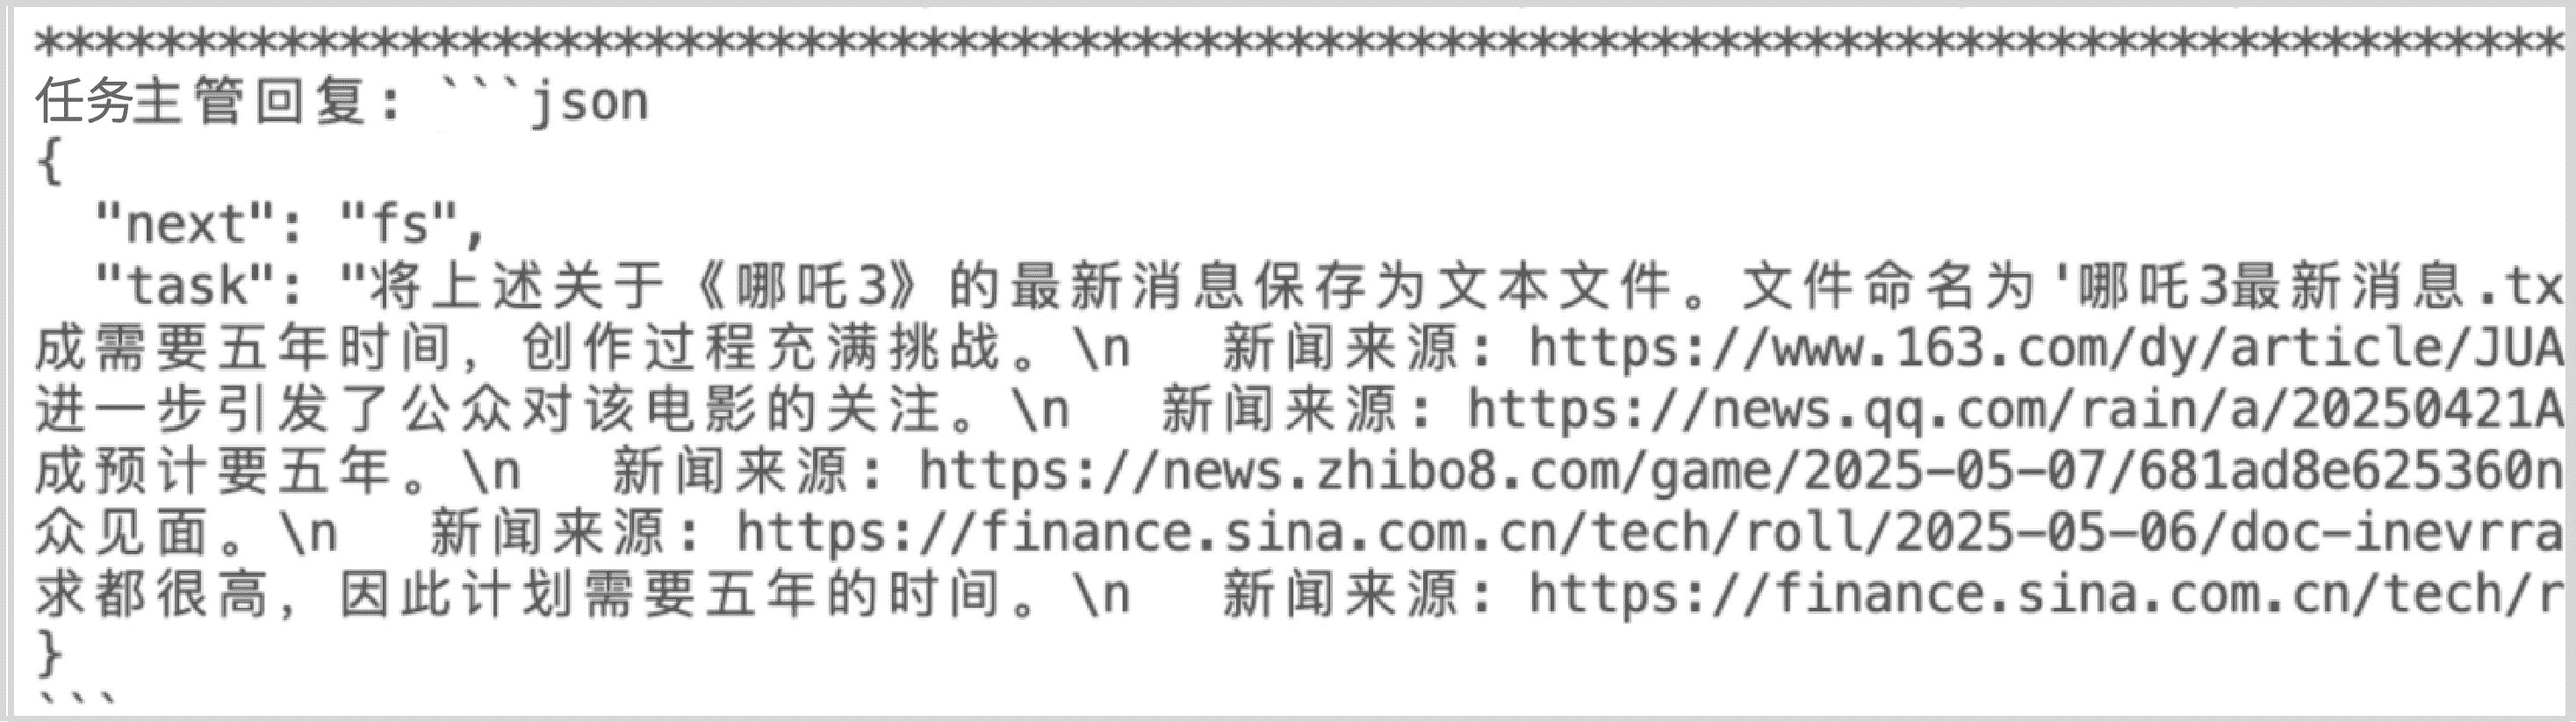 ***********************************************************************************
任务主管回复：```json
{
  "next": "fs",
  "task": "将上述关于《哪吒3》的最新消息保存为文本文件。文件命名为'哪吒3最新消息.tx
成需要五年时间，创作过程充满挑战。\n   新闻来源：https://www.163.com/dy/article/JUA
进一步引发了公众对该电影的关注。\n   新闻来源：https://news.qq.com/rain/a/20250421A
成预计要五年。\n   新闻来源：https://news.zhibo8.com/game/2025-05-07/681ad8e625360n
众见面。\n   新闻来源：https://finance.sina.com.cn/tech/roll/2025-05-06/doc-inevrra
求都很高，因此计划需要五年的时间。\n   新闻来源：https://finance.sina.com.cn/tech/r
}
```